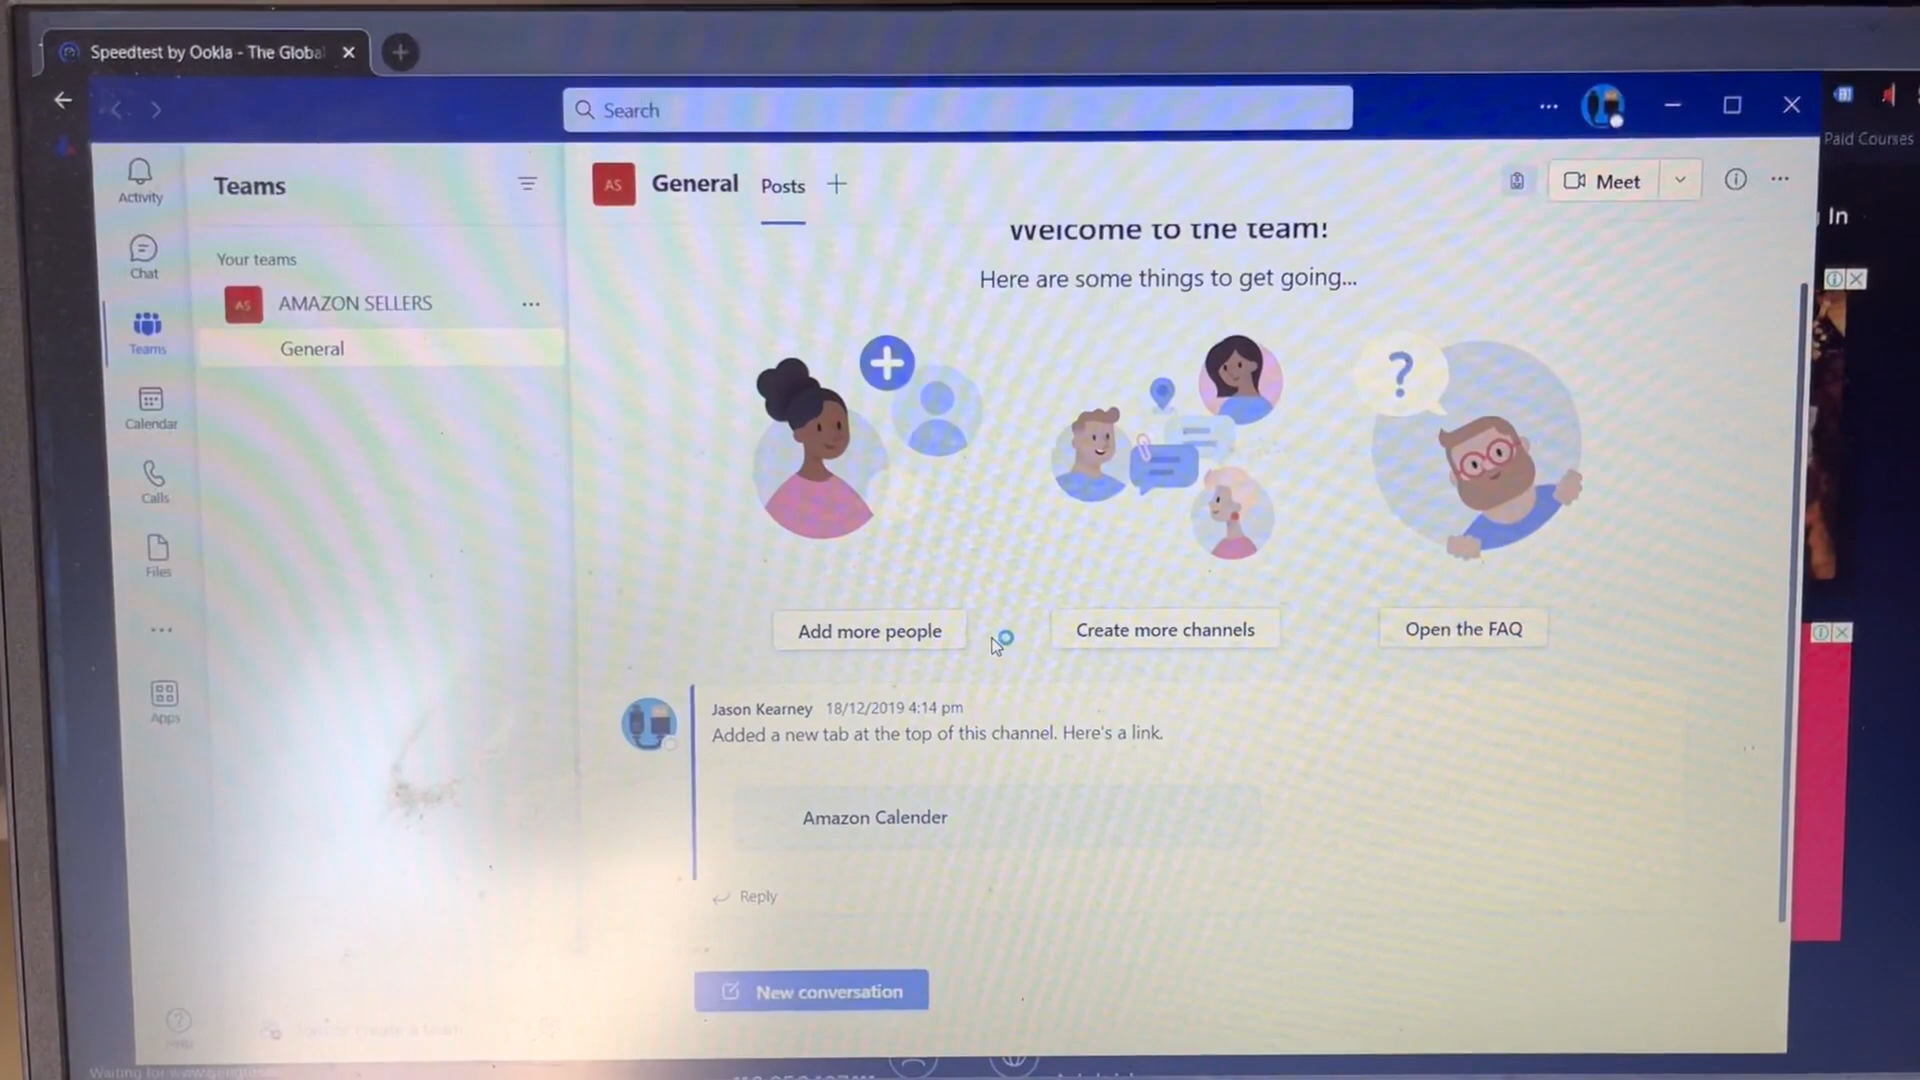 Speedtest by Ookla - The Global
Search
Paid Courses
Activity
Teams
AS
General
Posts
Meet
In
Welcome to the team!
Here are some things to get going...
Your teams
Chat
AS
AMAZON SELLERS
General
Teams
?
Calendar
Calls
Files
Add more people
Create more channels
Open the FAQ
Apps
Jason Kearney 18/12/2019 4:14 pm
Added a new tab at the top of this channel. Here's a link.
Amazon Calender
Reply
New conversation
Help
Waiting for